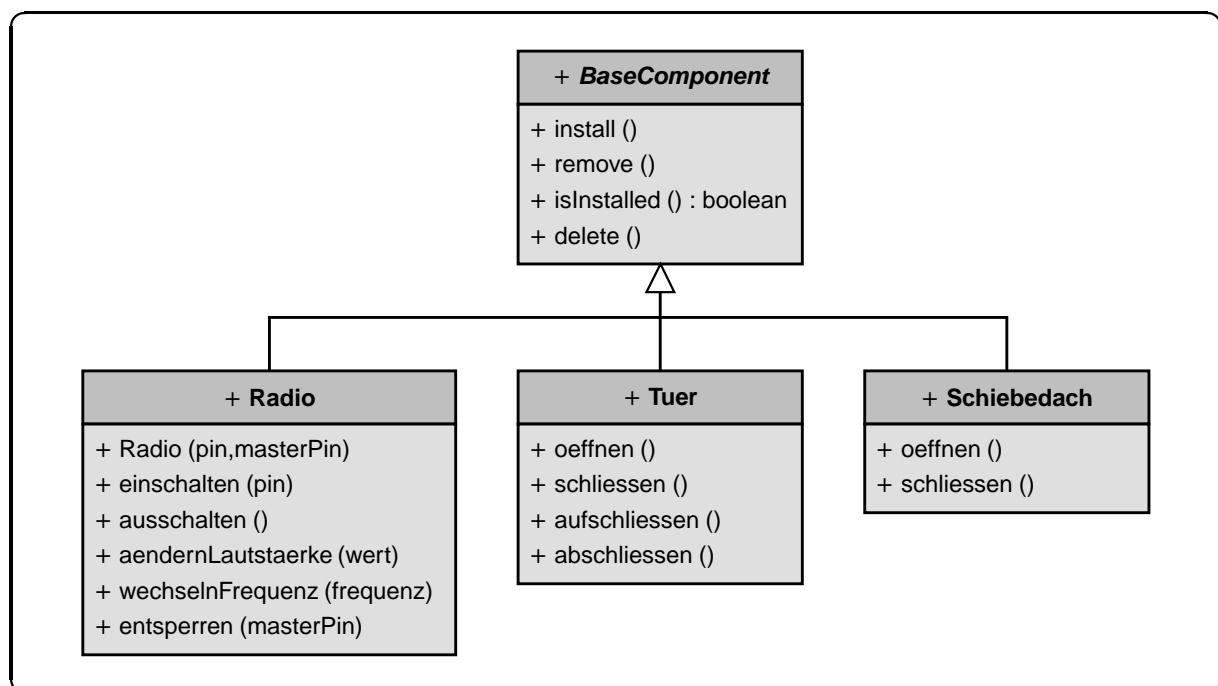 + BaseComponent
+ install ()
+ remove ()
+ isInstalled () : boolean
+ delete ()
+ Radio
+ Radio (pin,masterPin)
+ einschalten (pin)
+ ausschalten ()
+ aendernLautstaerke (wert)
+ wechselnFrequenz (frequenz)
+ entsperren (masterPin)
+ Tuer
+ oeffnen ()
+ schliessen ()
+ aufschliessen ()
+ abschliessen ()
+ Schiebedach
+ oeffnen ()
+ schliessen ()